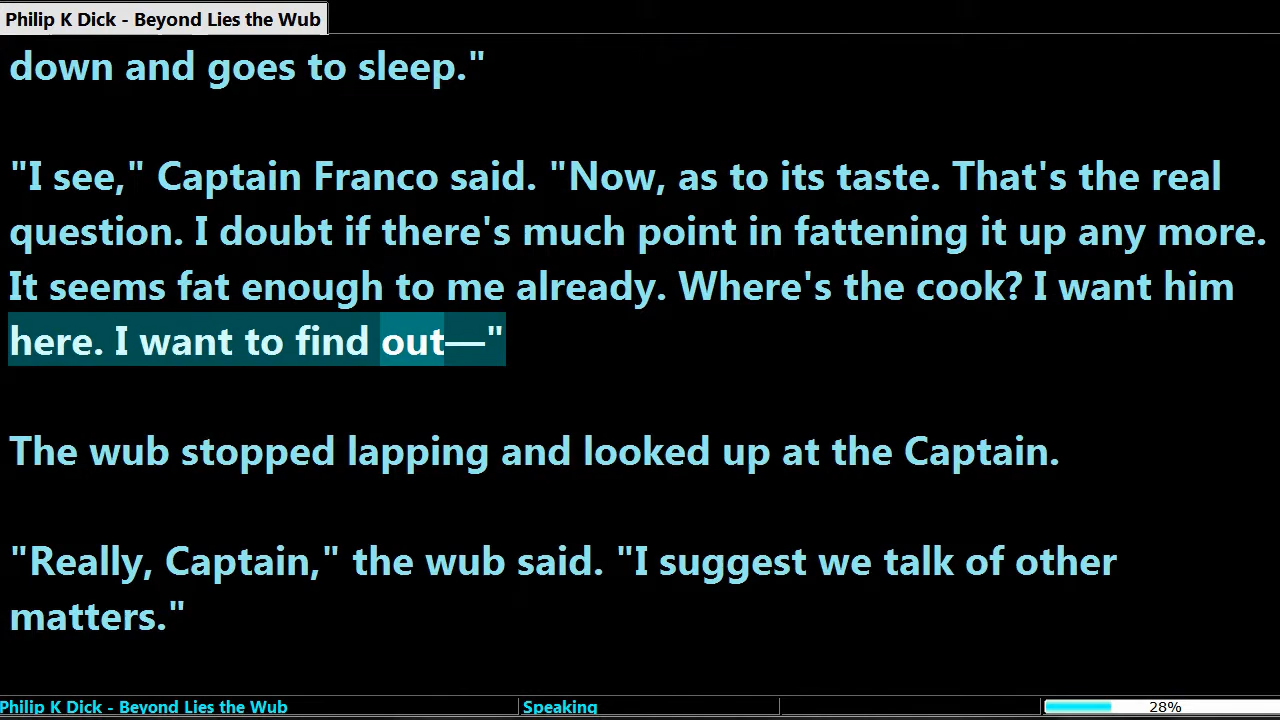 Philip K Dick - Beyond Lies the Wub
down and goes to sleep."
"I see," Captain Franco said. "Now, as to its taste. That's the real
question. I doubt if there's much point in fattening it up any more.
It seems fat enough to me already. Where's the cook? I want him
here. I want to find out—"
The wub stopped lapping and looked up at the Captain.
"Really, Captain," the wub said. "I suggest we talk of other
matters."
Philip K Dick - Beyond Lies the Wub
Speaking
28%